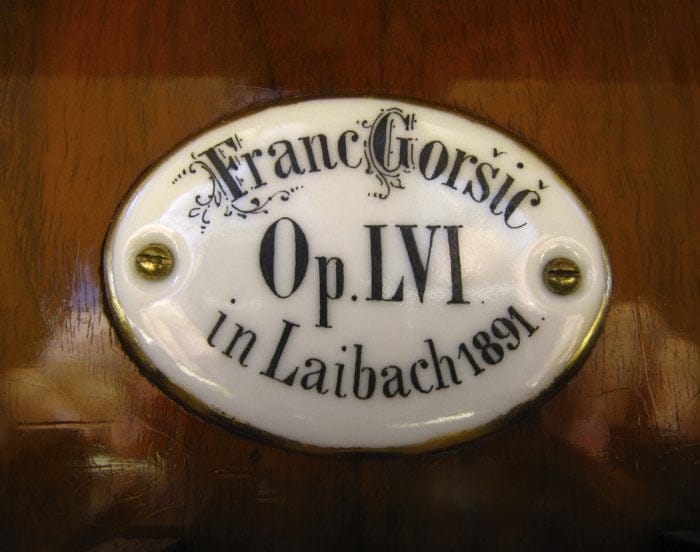 Franc Goršič
Op. LVI.
in Laibach 1891.